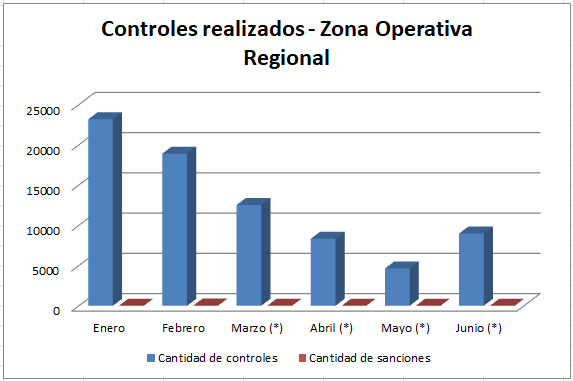 Controles realizados - Zona Operativa
Regional
25000
20000
15000
10000
5000
0
Enero Febrero Marzo (*) Abril (*) Mayo (*) Junio (*)
Cantidad de controles Cantidad de sanciones